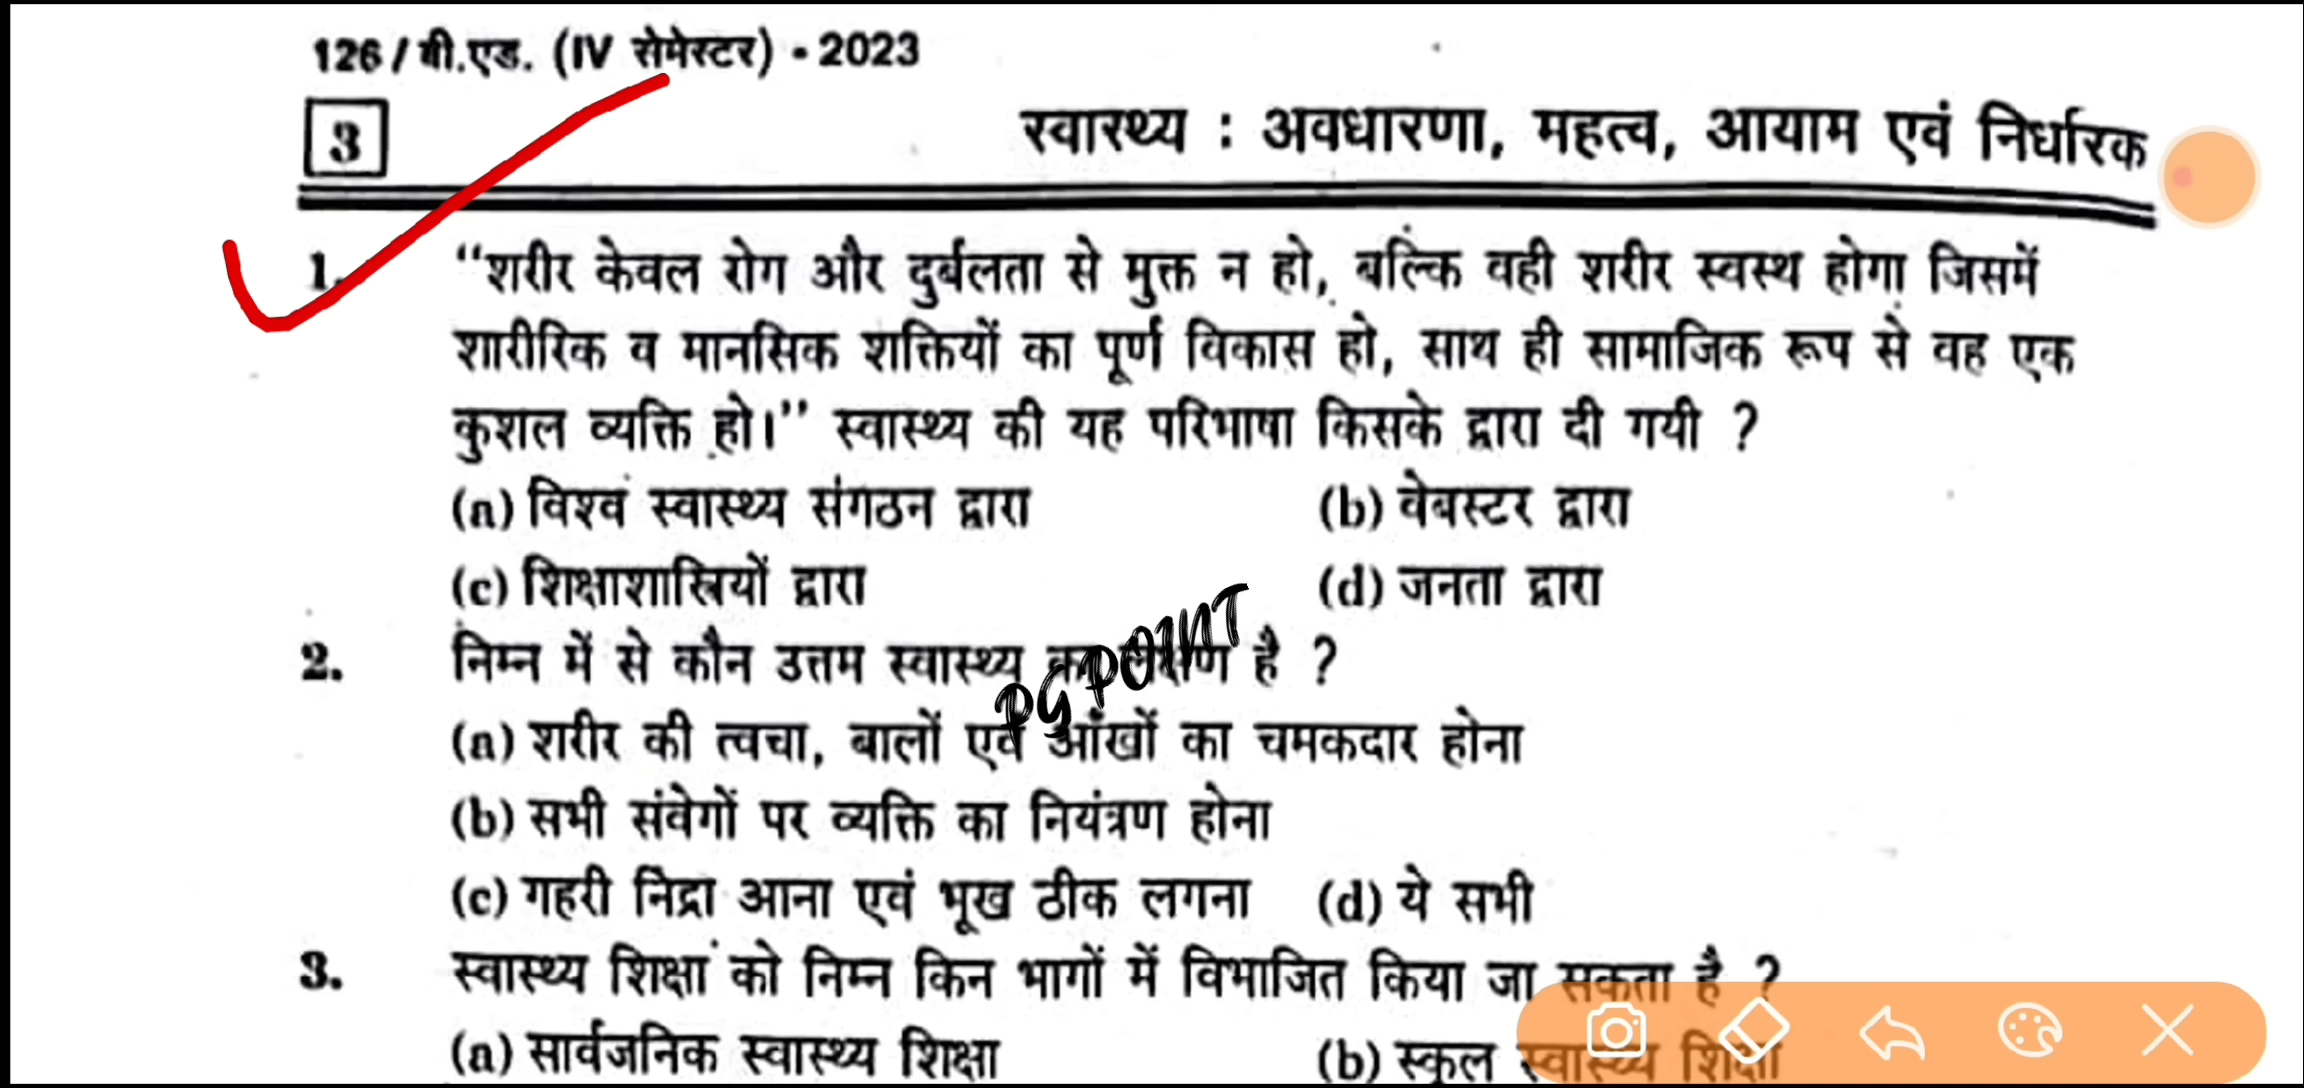 126 / बी.एड. (IV सेमेस्टर) - 2023
3
स्वास्थ्य : अवधारणा, महत्व, आयाम एवं निर्धारक
1. ‘‘शरीर केवल रोग और दुर्बलता से मुक्त न हो, बल्कि वही शरीर स्वस्थ होगा जिसमें
शारीरिक व मानसिक शक्तियों का पूर्ण विकास हो, साथ ही सामाजिक रूप से वह एक
कुशल व्यक्ति हो।’’ स्वास्थ्य की यह परिभाषा किसके द्वारा दी गयी ?
(a) विश्व स्वास्थ्य संगठन द्वारा (b) वेबस्टर द्वारा
(c) शिक्षाशास्त्रियों द्वारा (d) जनता द्वारा
2. निम्न में से कौन उत्तम स्वास्थ्य का लक्षण है ?
PG POINT
(a) शरीर की त्वचा, बालों एवं आँखों का चमकदार होना
(b) सभी संवेगों पर व्यक्ति का नियंत्रण होना
(c) गहरी निद्रा आना एवं भूख ठीक लगना (d) ये सभी
3. स्वास्थ्य शिक्षा को निम्न किन भागों में विभाजित किया जा सकता है ?
(a) सार्वजनिक स्वास्थ्य शिक्षा (b) स्कूल स्वास्थ्य शिक्षा